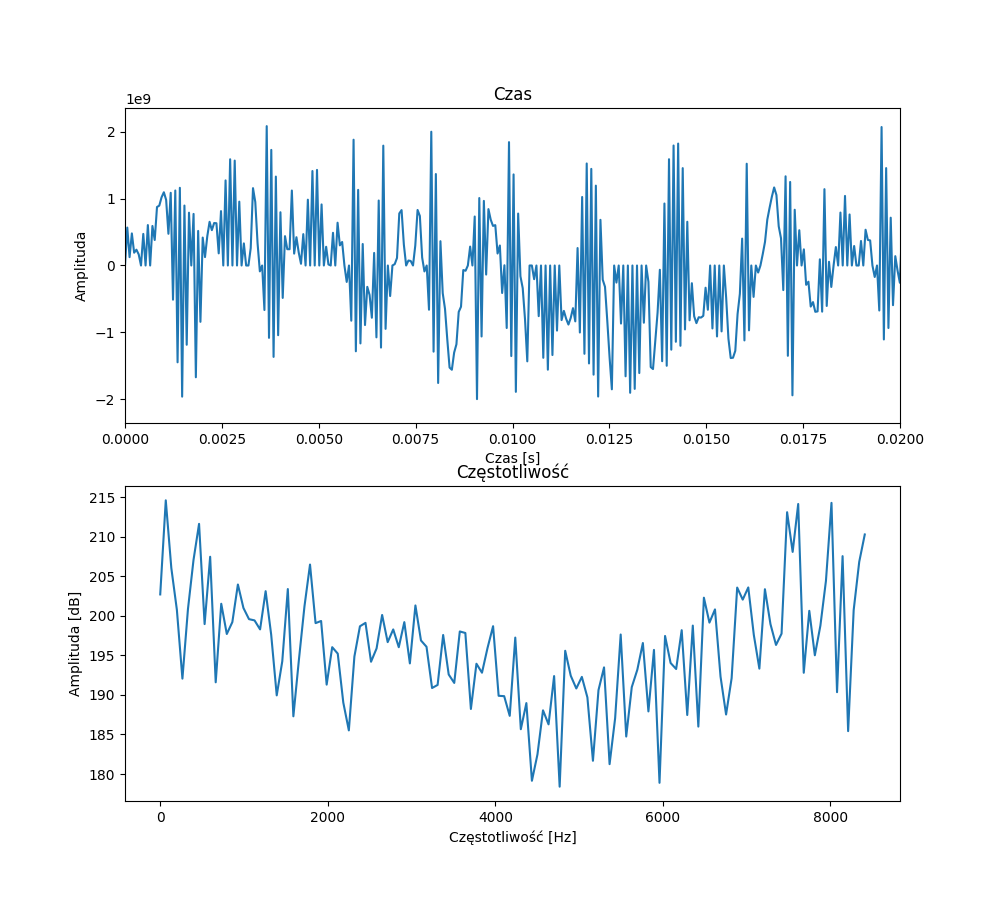 Czas
1e9
Amplituda
2
1
0
−1
−2
0.0000 0.0025 0.0050 0.0075 0.0100 0.0125 0.0150 0.0175 0.0200
Czas [s]
Częstotliwość
Amplituda [dB]
215
210
205
200
195
190
185
180
0 2000 4000 6000 8000
Częstotliwość [Hz]